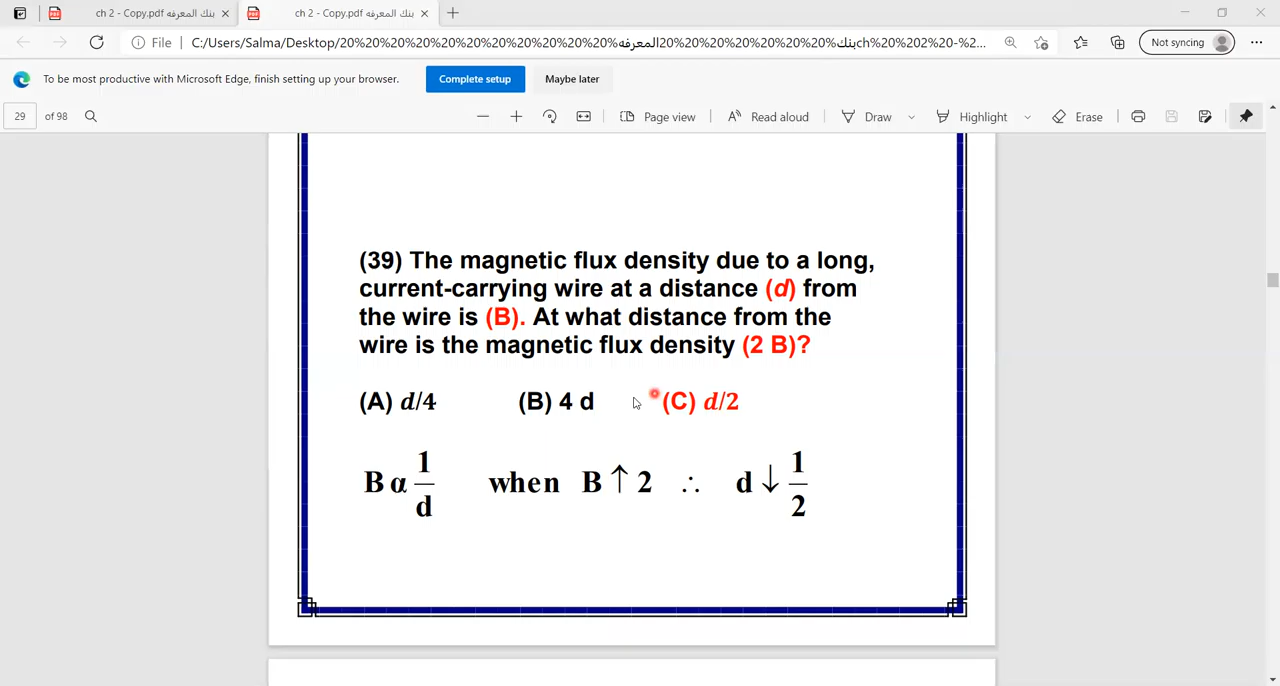 بنك المعرفه ch 2 - Copy.pdf
بنك المعرفه ch 2 - Copy.pdf
File
Not syncing
To be most productive with Microsoft Edge, finish setting up your browser.
Complete setup
Maybe later
29 of 98
Page view
Read aloud
Draw
Highlight
Erase
(39) The magnetic flux density due to a long,
current-carrying wire at a distance (d) from
the wire is (B). At what distance from the
wire is the magnetic flux density (2 B)?
(A) d/4 (B) 4 d (C) d/2
B α 1/d when B ↑ 2 ∴ d ↓ 1/2